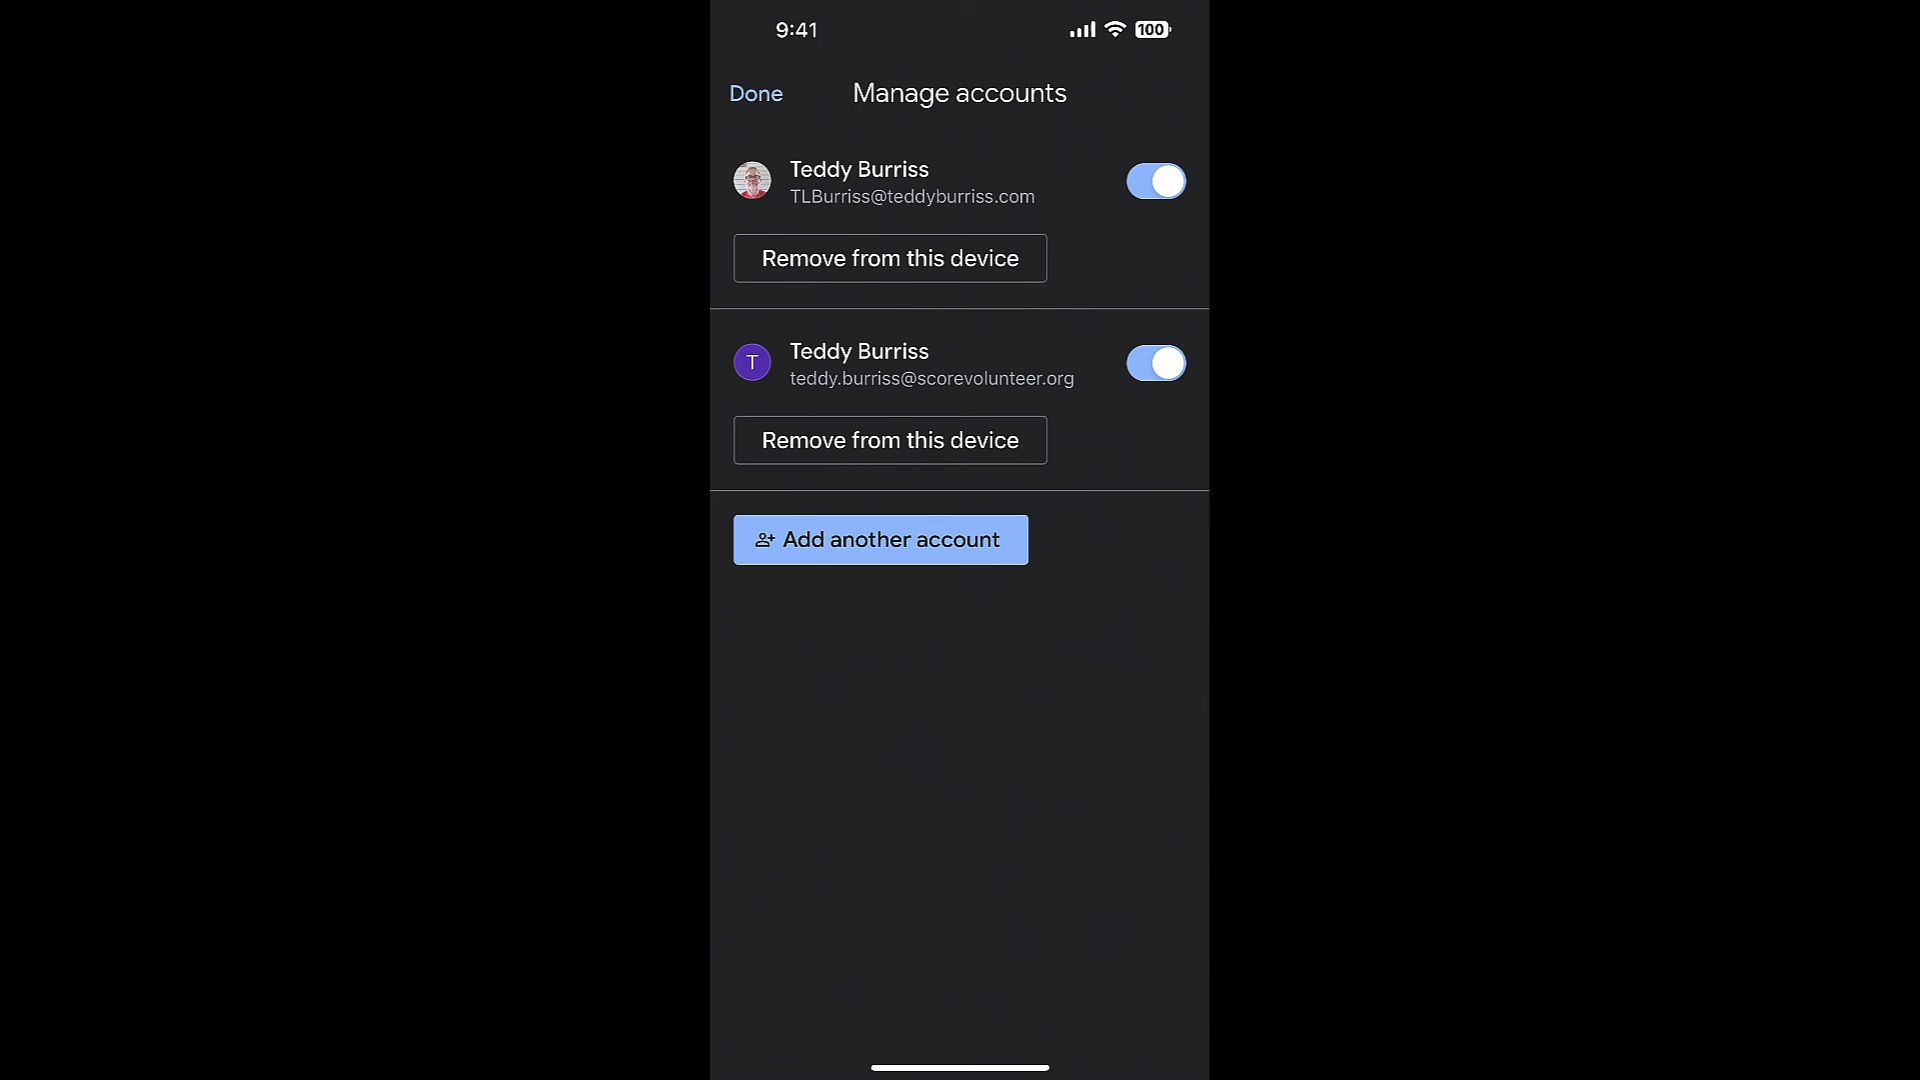 9:41
100
Done
Manage accounts
Teddy Burriss
TLBurriss@teddyburriss.com
Remove from this device
T
Teddy Burriss
teddy.burriss@scorevolunteer.org
Remove from this device
Add another account